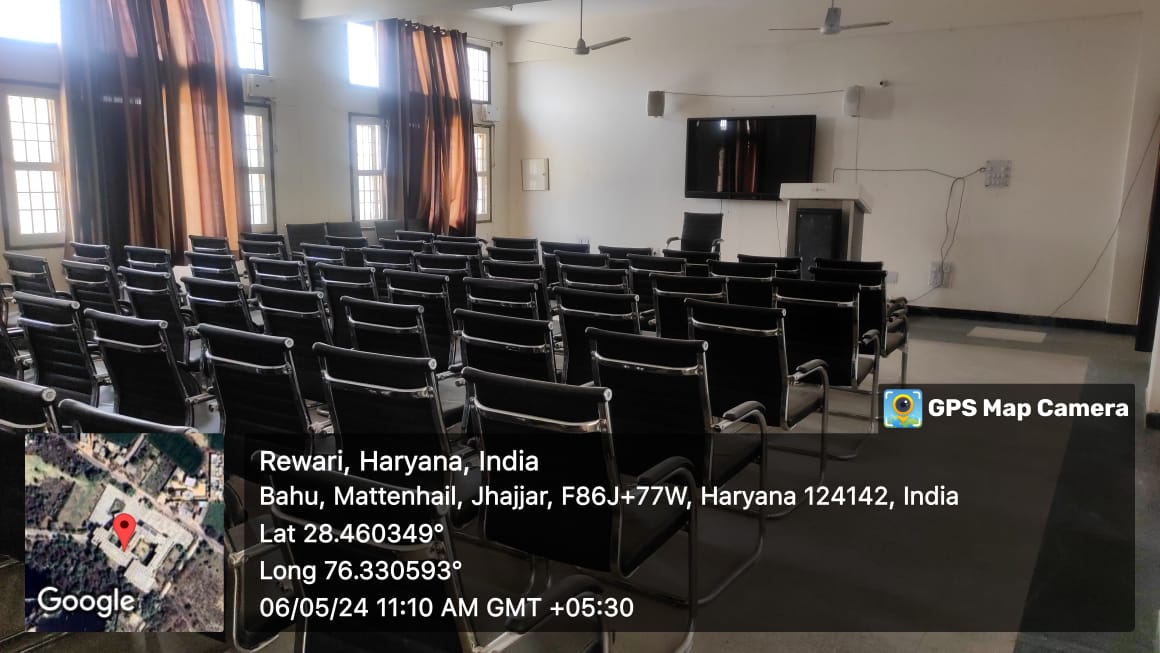 GPS Map Camera
Rewari, Haryana, India
Bahu, Mattenhail, Jhajjar, F86J+77W, Haryana 124142, India
Lat 28.460349°
Long 76.330593°
06/05/24 11:10 AM GMT +05:30
Google